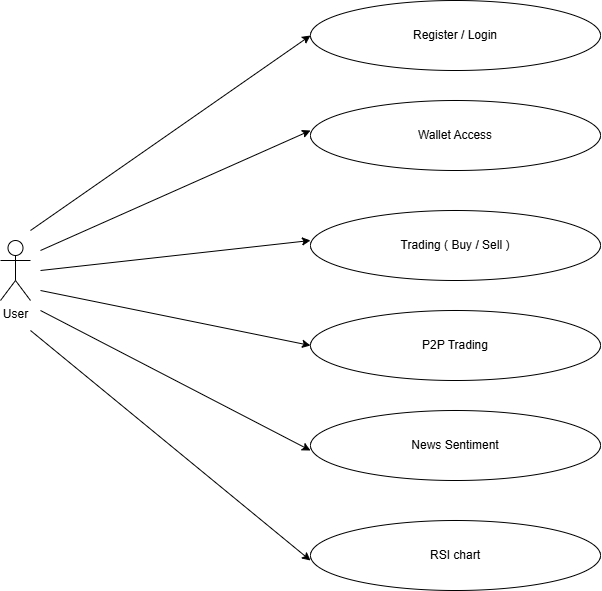 Register / Login
Wallet Access
Trading ( Buy / Sell )
User
P2P Trading
News Sentiment
RSI chart